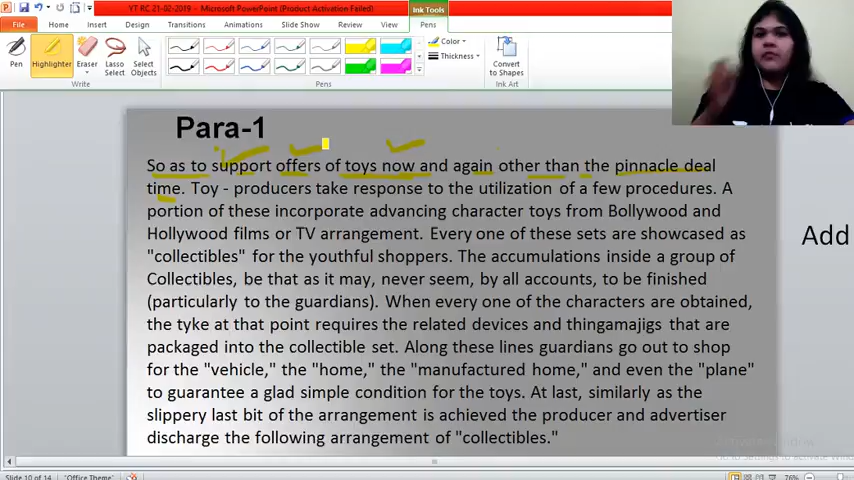 YT RC 21-02-2019 - Microsoft PowerPoint (Product Activation Failed)
Ink Tools
File Home Insert Design Transitions Animations Slide Show Review View Pens
Pen Highlighter Eraser Lasso Select Select Objects
Color
Thickness
Convert to Shapes
Write Pens Ink Art
Para-1
So as to support offers of toys now and again other than the pinnacle deal
time. Toy - producers take response to the utilization of a few procedures. A
portion of these incorporate advancing character toys from Bollywood and
Hollywood films or TV arrangement. Every one of these sets are showcased as
"collectibles" for the youthful shoppers. The accumulations inside a group of
Collectibles, be that as it may, never seem, by all accounts, to be finished
(particularly to the guardians). When every one of the characters are obtained,
the tyke at that point requires the related devices and thingamajigs that are
packaged into the collectible set. Along these lines guardians go out to shop
for the "vehicle," the "home," the "manufactured home," and even the "plane"
to guarantee a glad simple condition for the toys. At last, similarly as the
slippery last bit of the arrangement is achieved the producer and advertiser
discharge the following arrangement of "collectibles."
Add
Slide 10 of 14 "Office Theme" 76%